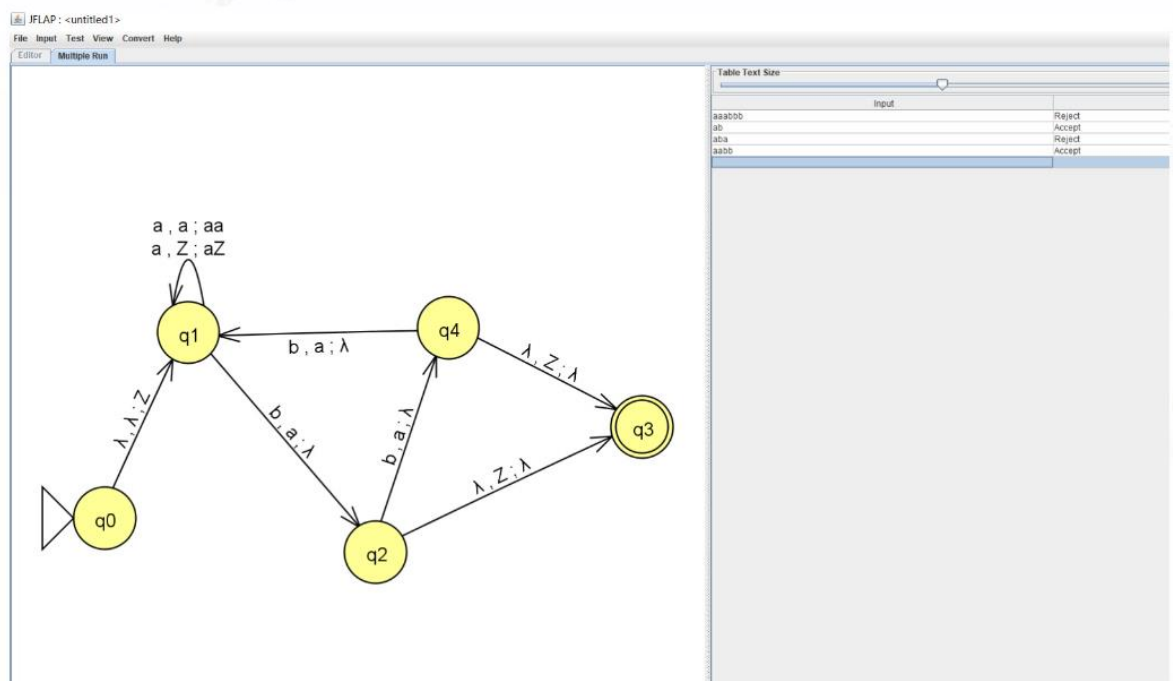 JFLAP : <untitled1>
File Input Test View Convert Help
Editor Multiple Run
Table Text Size
Input
aaabbb Reject
ab Accept
aba Reject
aabb Accept
a , a ; aa
a , Z ; aZ
q1
q4
b , a ; λ
λ , Z ; λ
λ , λ ; Z
b , a ; λ
b , a ; λ
q3
λ , Z ; λ
q0
q2